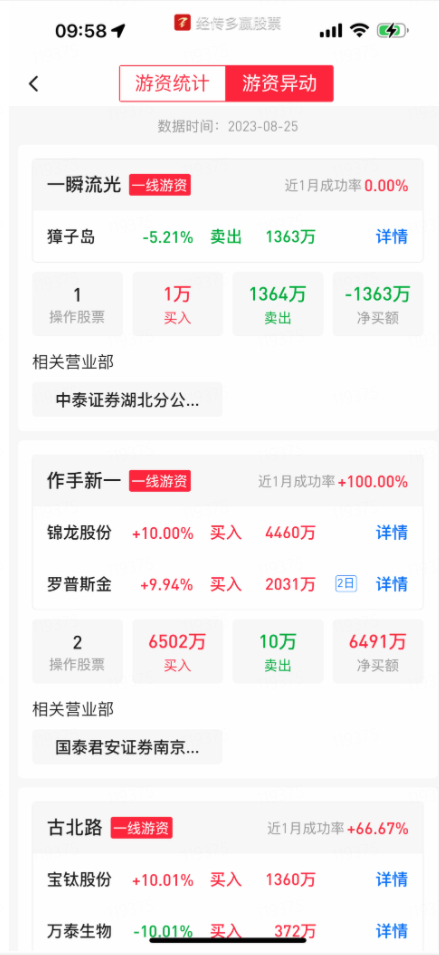 09:58
经传多赢股票
游资统计 游资异动
数据时间：2023-08-25
一瞬流光 一线游资 近1月成功率 0.00%
獐子岛 -5.21% 卖出 1363万 详情
1 1万 1364万 -1363万
操作股票 买入 卖出 净买额
相关营业部
中泰证券湖北分公...
作手新一 一线游资 近1月成功率 +100.00%
锦龙股份 +10.00% 买入 4460万 详情
罗普斯金 +9.94% 买入 2031万 2日 详情
2 6502万 10万 6491万
操作股票 买入 卖出 净买额
相关营业部
国泰君安证券南京...
古北路 一线游资 近1月成功率 +66.67%
宝钛股份 +10.01% 买入 1360万 详情
万泰生物 -10.01% 买入 372万 详情